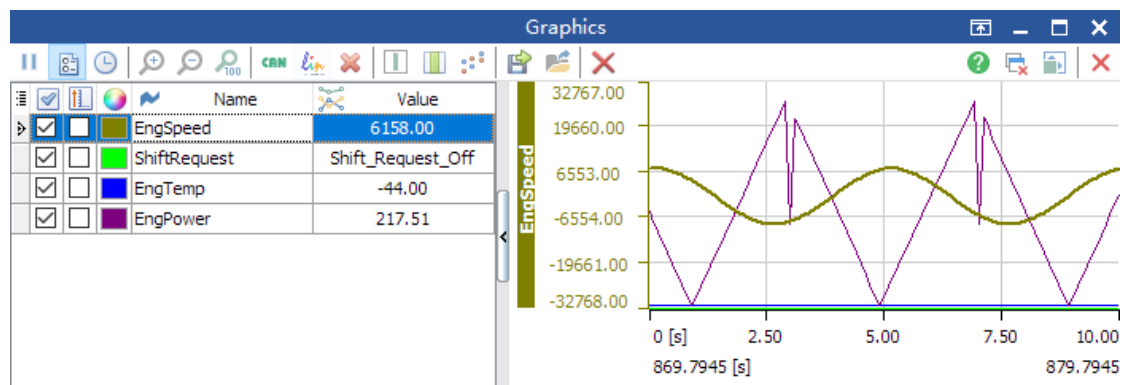 Graphics
100 CAN lin
Name Value
EngSpeed 6158.00
ShiftRequest Shift_Request_Off
EngTemp -44.00
EngPower 217.51
EngSpeed
32767.00
19660.00
6553.00
-6554.00
-19661.00
-32768.00
0 [s] 2.50 5.00 7.50 10.00
869.7945 [s] 879.7945